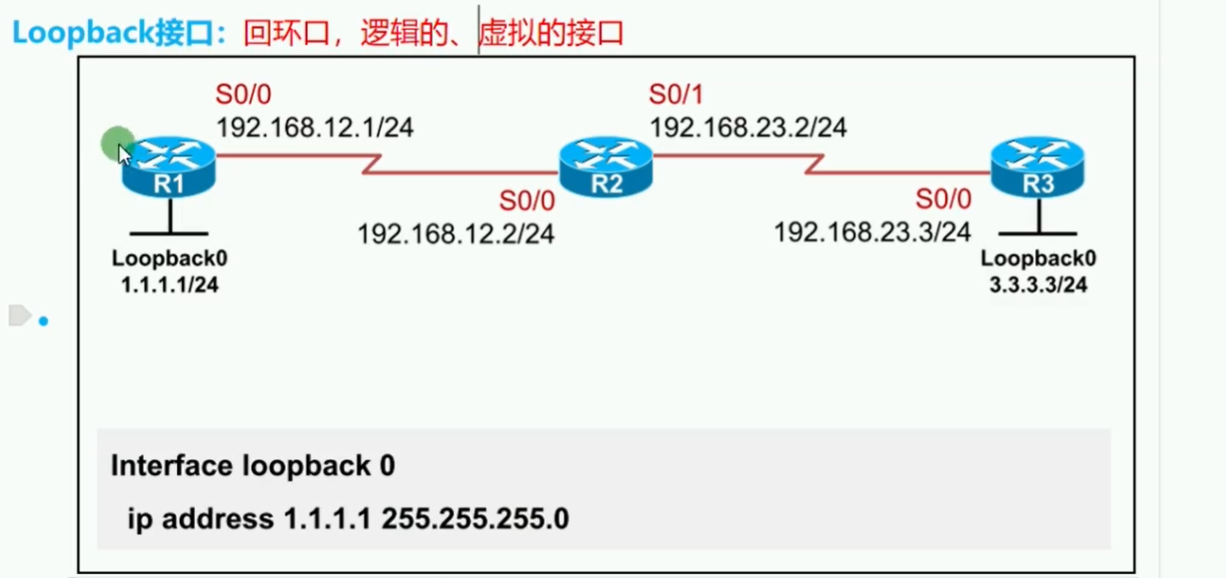 Loopback接口：回环口，逻辑的、虚拟的接口
S0/0
192.168.12.1/24
S0/1
192.168.23.2/24
R1
R2
R3
S0/0
192.168.12.2/24
S0/0
192.168.23.3/24
Loopback0
1.1.1.1/24
Loopback0
3.3.3.3/24
Interface loopback 0
ip address 1.1.1.1 255.255.255.0